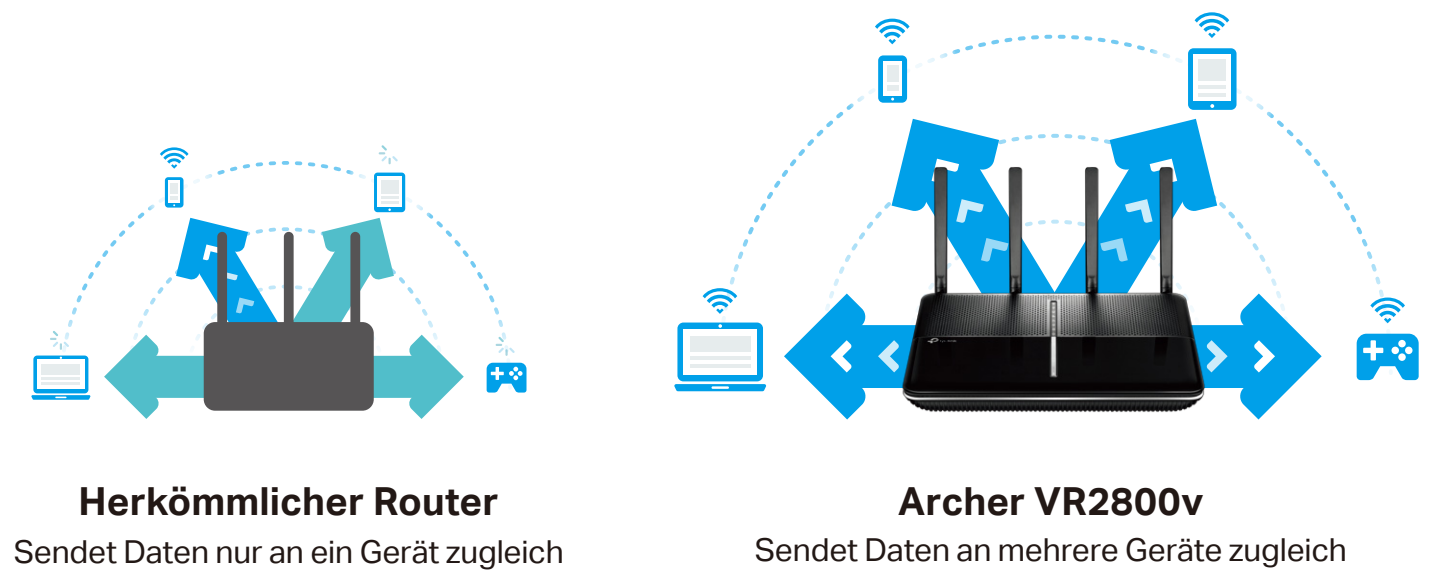 Herkömmlicher Router
Sendet Daten nur an ein Gerät zugleich
Archer VR2800v
Sendet Daten an mehrere Geräte zugleich